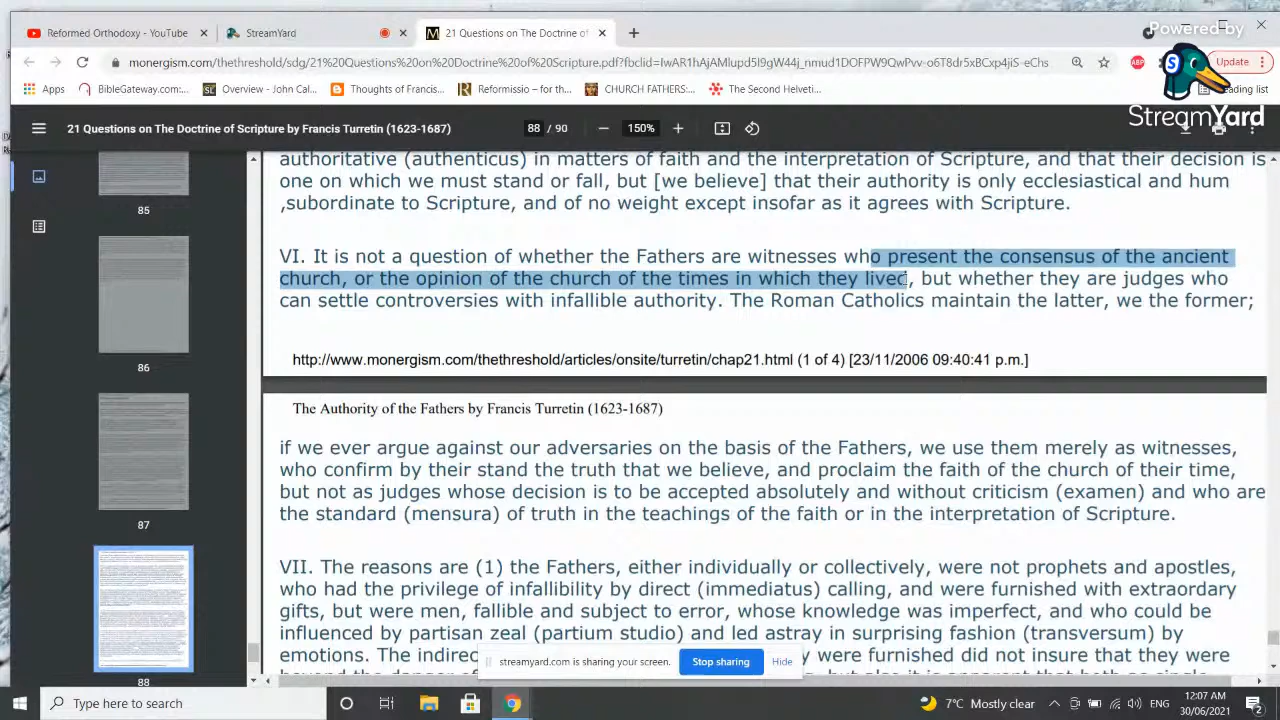 Powered by
StreamYard
Reformed Orthodoxy - YouTube
StreamYard
21 Questions on The Doctrine of
monergism.com/thethreshold/sdg/21%20Questions%20on%20Doctrine%20of%20Scripture.pdf?fbclid=IwAR1hAjAMupd5I9gW44j_nmud1DOFPW9QwPvv-o6T8dr5xBCxp4jiS-eChs
ABP
Update
Apps
BibleGateway.com:...
Overview - John Cal...
Thoughts of Francis...
Reformise – for th...
CHURCH FATHERS:...
The Second Helveti...
Reading list
21 Questions on The Doctrine of Scripture by Francis Turretin (1623-1687)
88 / 90
150%
85
86
87
88
authoritative (authenticus) in matters of faith and the interpretation of Scripture, and that their decision is
one on which we must stand or fall, but [we believe] that their authority is only ecclesiastical and hum
,subordinate to Scripture, and of no weight except insofar as it agrees with Scripture.
VI. It is not a question of whether the Fathers are witnesses who present the consensus of the ancient
church, or the opinion of the church of the times in which they lived, but whether they are judges who
can settle controversies with infallible authority. The Roman Catholics maintain the latter, we the former;
http://www.monergism.com/thethreshold/articles/onsite/turretin/chap21.html (1 of 4) [23/11/2006 09:40:41 p.m.]
The Authority of the Fathers by Francis Turretin (1623-1687)
if we ever argue against our adversaries on the basis of the Fathers, we use them merely as witnesses,
who confirm by their stand the truth that we believe, and proclaim the faith of the church of their time,
but not as judges whose decision is to be accepted absolutely and without criticism (examen) and who are
the standard (mensura) of truth in the teachings of the faith or in the interpretation of Scripture.
VII. The reasons are (1) the Fathers, either individually or collectively, were not prophets and apostles,
who had the privilege of infallibility by direct (immediatus) calling, and were furnished with extraordary
gifts, but were men, fallible and subject to error, whose knowledge was imperfect, and who could be
influenced by partisan zeal (partium studio) and led astray in surprising fashion (transversum) by
emotions. The indirec y were furnished did not insure that they were
streamyard.com is sharing your screen.
Stop sharing
Hide
Type here to search
7°C Mostly clear
ENG
12:07 AM
30/06/2021